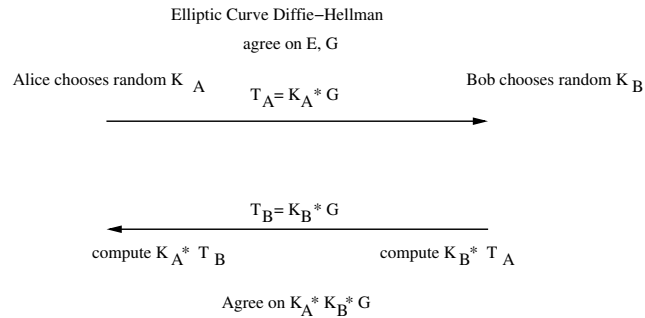 Elliptic Curve Diffie−Hellman
agree on E, G
Alice chooses random K A
Bob chooses random K B
T A = K A * G
T B = K B * G
compute K A * T B
compute K B * T A
Agree on K A * K B * G